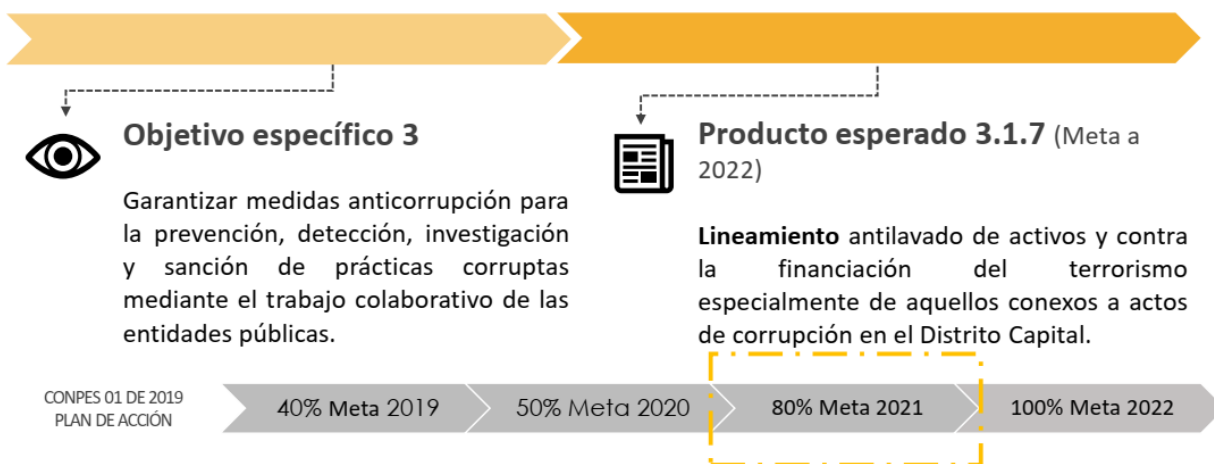 Objetivo específico 3
Garantizar medidas anticorrupción para
la prevención, detección, investigación
y sanción de prácticas corruptas
mediante el trabajo colaborativo de las
entidades públicas.
Producto esperado 3.1.7 (Meta a
2022)
Lineamiento antilavado de activos y contra
la financiación del terrorismo
especialmente de aquellos conexos a actos
de corrupción en el Distrito Capital.
CONPES 01 DE 2019
PLAN DE ACCIÓN
40% Meta 2019
50% Meta 2020
80% Meta 2021
100% Meta 2022